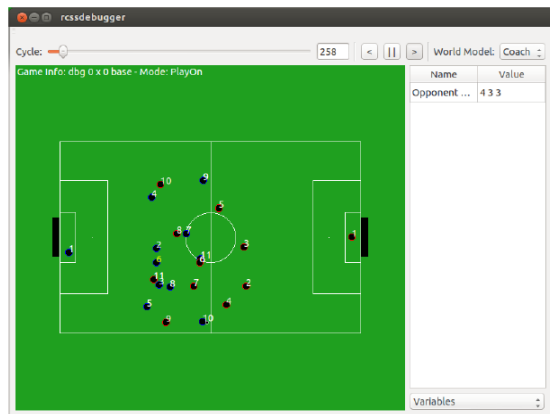 rcssdebugger
Cycle: 258 < || > World Model: Coach
Game Info: dbg 0 x 0 base - Mode: PlayOn
Name Value
Opponent ... 4 3 3
10 9
4
5
8 7 1
2 3
1 11
6 6
11
3 8 7 2
5 4
9 10
Variables